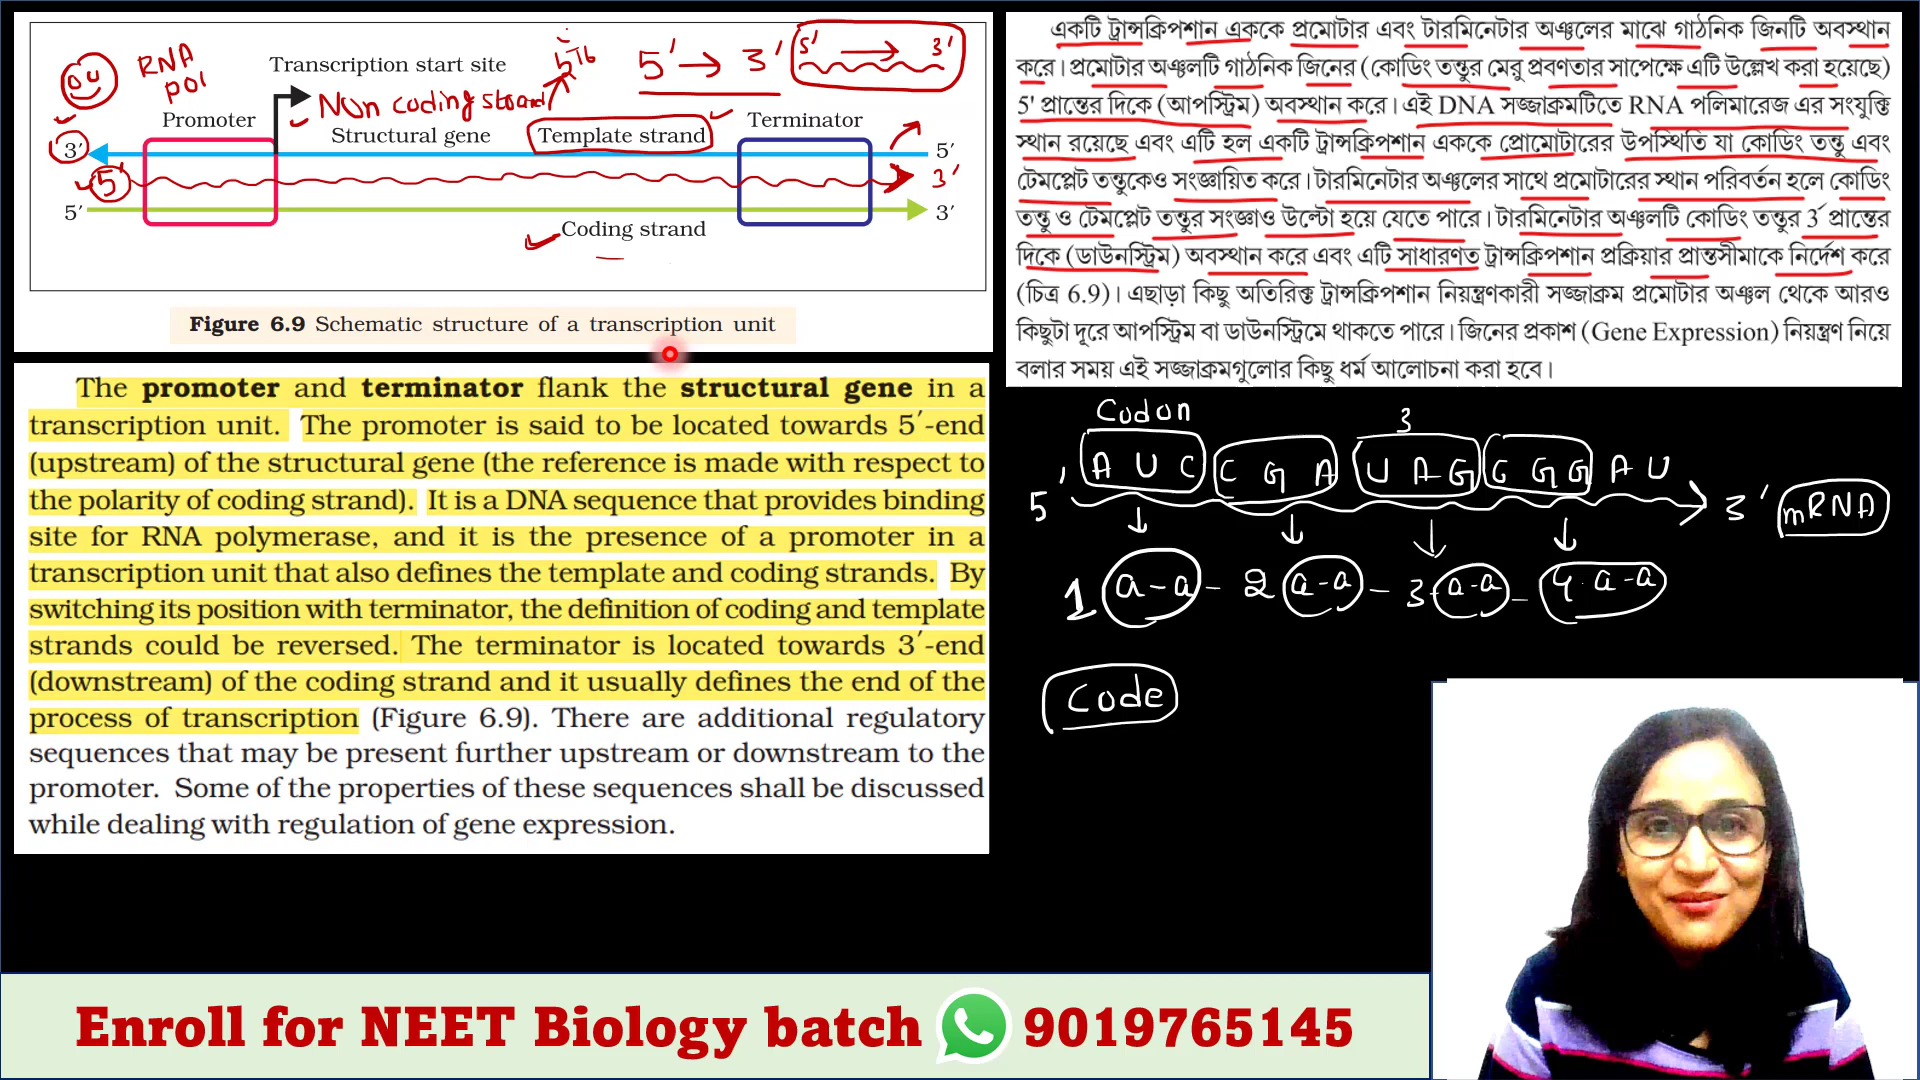 RNA
pol
Transcription start site
5' → 3'
5' → 3'
Non coding strand
Promoter
Structural gene
Template strand
Terminator
3'
5'
5'
3'
5'
3'
Coding strand
Figure 6.9 Schematic structure of a transcription unit
The promoter and terminator flank the structural gene in a
transcription unit. The promoter is said to be located towards 5'-end
(upstream) of the structural gene (the reference is made with respect to
the polarity of coding strand). It is a DNA sequence that provides binding
site for RNA polymerase, and it is the presence of a promoter in a
transcription unit that also defines the template and coding strands. By
switching its position with terminator, the definition of coding and template
strands could be reversed. The terminator is located towards 3'-end
(downstream) of the coding strand and it usually defines the end of the
process of transcription (Figure 6.9). There are additional regulatory
sequences that may be present further upstream or downstream to the
promoter. Some of the properties of these sequences shall be discussed
while dealing with regulation of gene expression.
একটি ট্রান্সক্রিপশান এককে প্রমোটার এবং টারমিনেটার অঞ্চলের মাঝে গাঠনিক জিনটি অবস্থান
করে। প্রমোটার অঞ্চলটি গাঠনিক জিনের (কোডিং তন্তুর মেরু প্রবণতার সাপেক্ষে এটি উল্লেখ করা হয়েছে)
5' প্রান্তের দিকে (আপস্ট্রিম) অবস্থান করে। এই DNA সজ্জাক্রমটিতে RNA পলিমারেজ এর সংযুক্তি
স্থান রয়েছে এবং এটি হল একটি ট্রান্সক্রিপশান এককে প্রোমোটারের উপস্থিতি যা কোডিং তন্তু এবং
টেমপ্লেট তন্তুকেও সংজ্ঞায়িত করে। টারমিনেটার অঞ্চলের সাথে প্রমোটারের স্থান পরিবর্তন হলে কোডিং
তন্তু ও টেমপ্লেট তন্তুর সংজ্ঞাও উল্টো হয়ে যেতে পারে। টারমিনেটার অঞ্চলটি কোডিং তন্তুর 3' প্রান্তের
দিকে (ডাউনস্ট্রিম) অবস্থান করে এবং এটি সাধারণত ট্রান্সক্রিপশান প্রক্রিয়ার প্রান্তসীমাকে নির্দেশ করে
(চিত্র 6.9)। এছাড়া কিছু অতিরিক্ত ট্রান্সক্রিপশান নিয়ন্ত্রণকারী সজ্জাক্রম প্রমোটার অঞ্চল থেকে আরও
কিছুটা দূরে আপস্ট্রিম বা ডাউনস্ট্রিমে থাকতে পারে। জিনের প্রকাশ (Gene Expression) নিয়ন্ত্রণ নিয়ে
বলার সময় এই সজ্জাক্রমগুলোর কিছু ধর্ম আলোচনা করা হবে।
Codon
3
A U C C G A U A G G G A U
5' 3' mRNA
1 a-a - 2 a-a - 3 a-a - 4 a-a
Code
Enroll for NEET Biology batch 9019765145